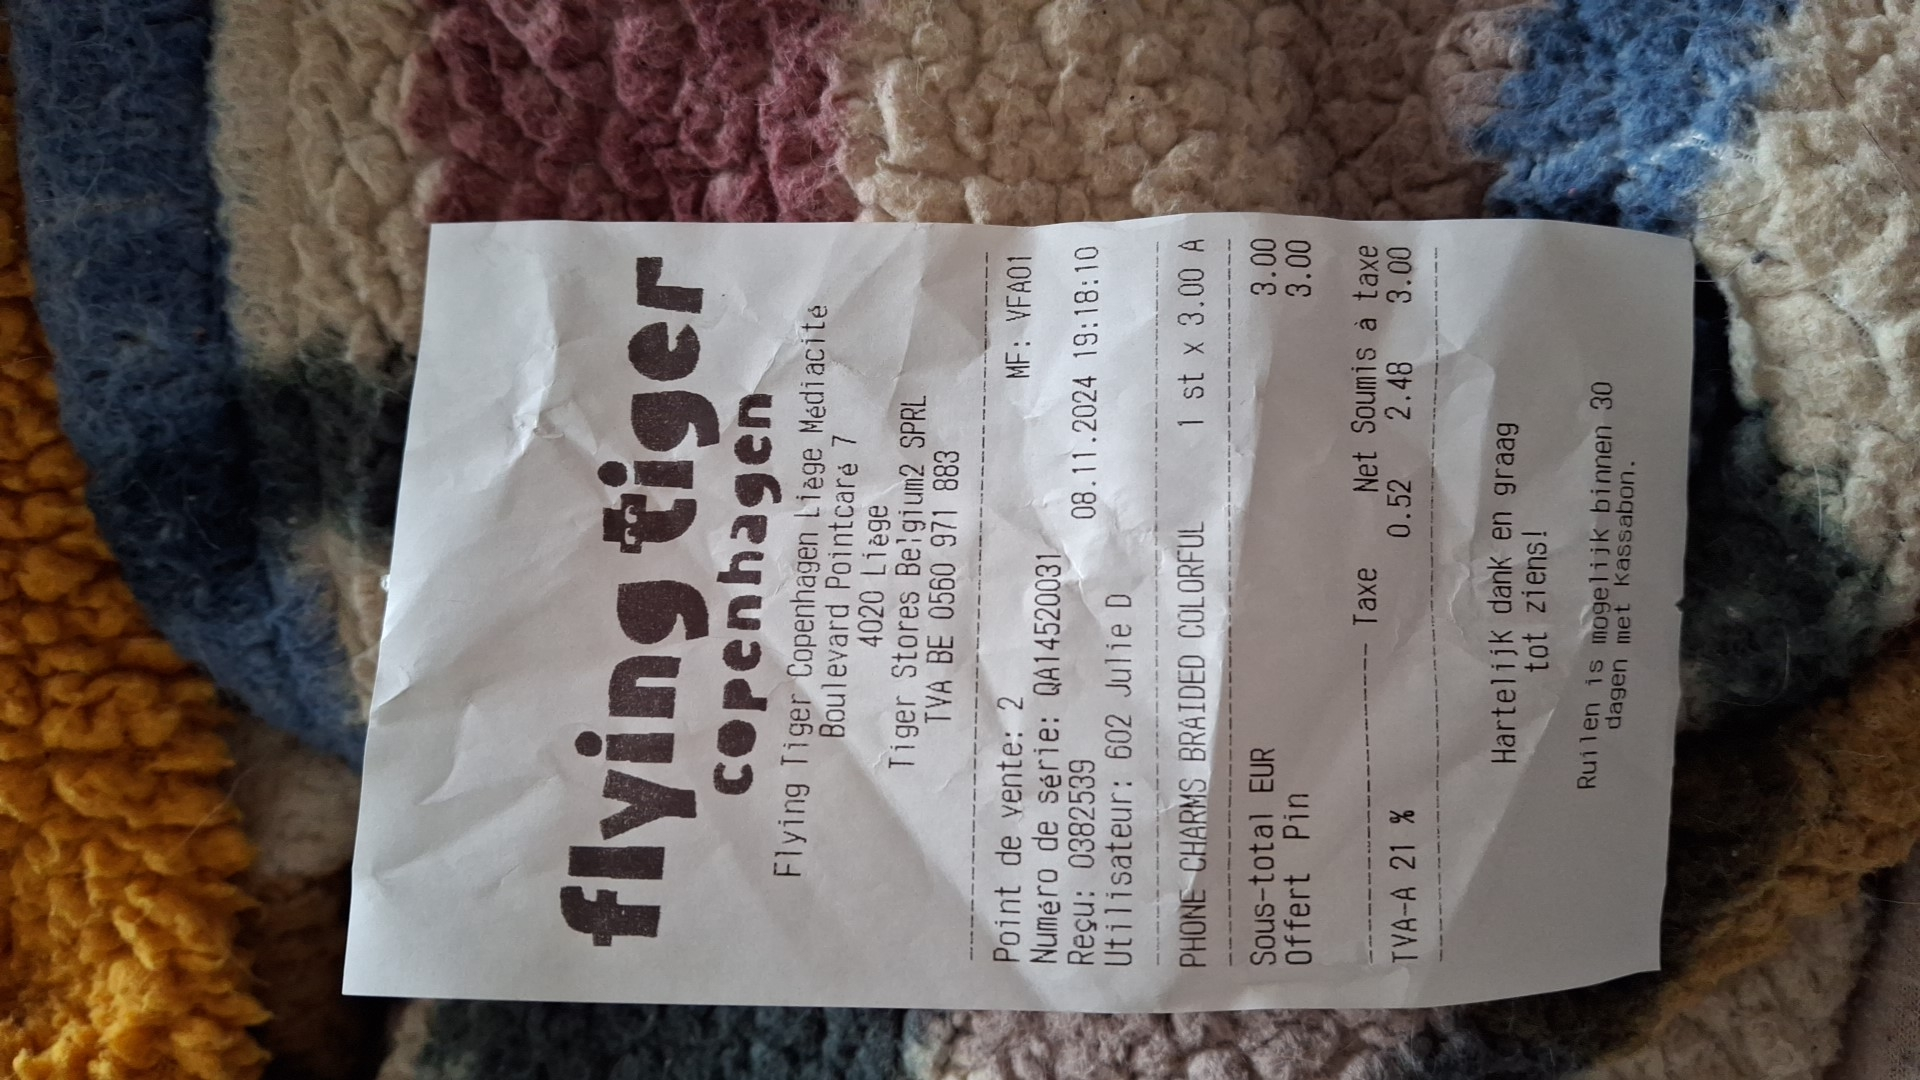 flying tiger
copenhagen
Flying Tiger Copenhagen Liège Médiacité
Boulevard Pointcaré 7
4020 Liège
Tiger Stores Belgium2 SPRL
TVA BE 0560 971 883
Point de vente: 2 MF: VFA01
Numéro de série: QA14520031
Reçu: 0382539 08.11.2024 19:18:10
Utilisateur: 602 Julie D
PHONE CHARMS BRAIDED COLORFUL 1 st x 3.00 A
Sous-total EUR 3.00
Offert Pin 3.00
Taxe Net Soumis à taxe
TVA-A 21 % 0.52 2.48 3.00
Hartelijk dank en graag
tot ziens!
Ruilen is mogelijk binnen 30
dagen met Kassabon.